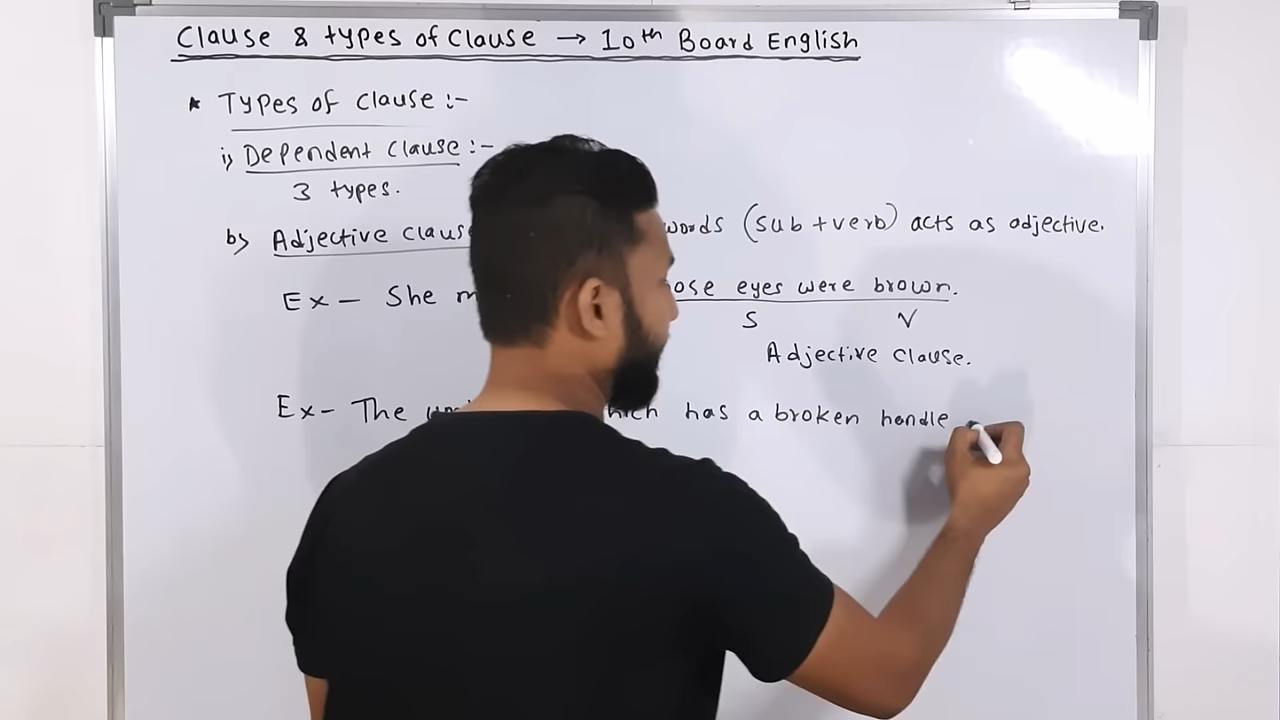 Clause & types of Clause → 10th Board English
* Types of Clause :-
i) Dependent Clause :-
3 types.
b) Adjective Claus words (sub + verb) acts as adjective.
Ex - She m ose eyes were brown.
S V
Adjective Clause.
Ex - The hich has a broken handle